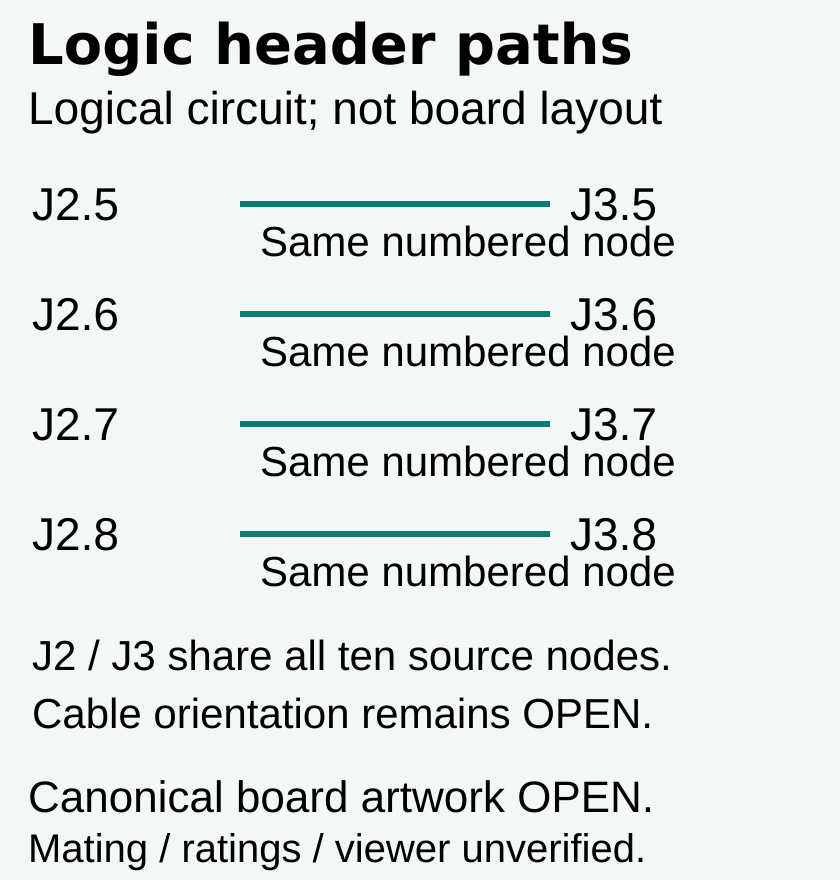 Logic header paths
Logical circuit; not board layout
J2.5 J3.5
Same numbered node
J2.6 J3.6
Same numbered node
J2.7 J3.7
Same numbered node
J2.8 J3.8
Same numbered node
J2 / J3 share all ten source nodes.
Cable orientation remains OPEN.
Canonical board artwork OPEN.
Mating / ratings / viewer unverified.